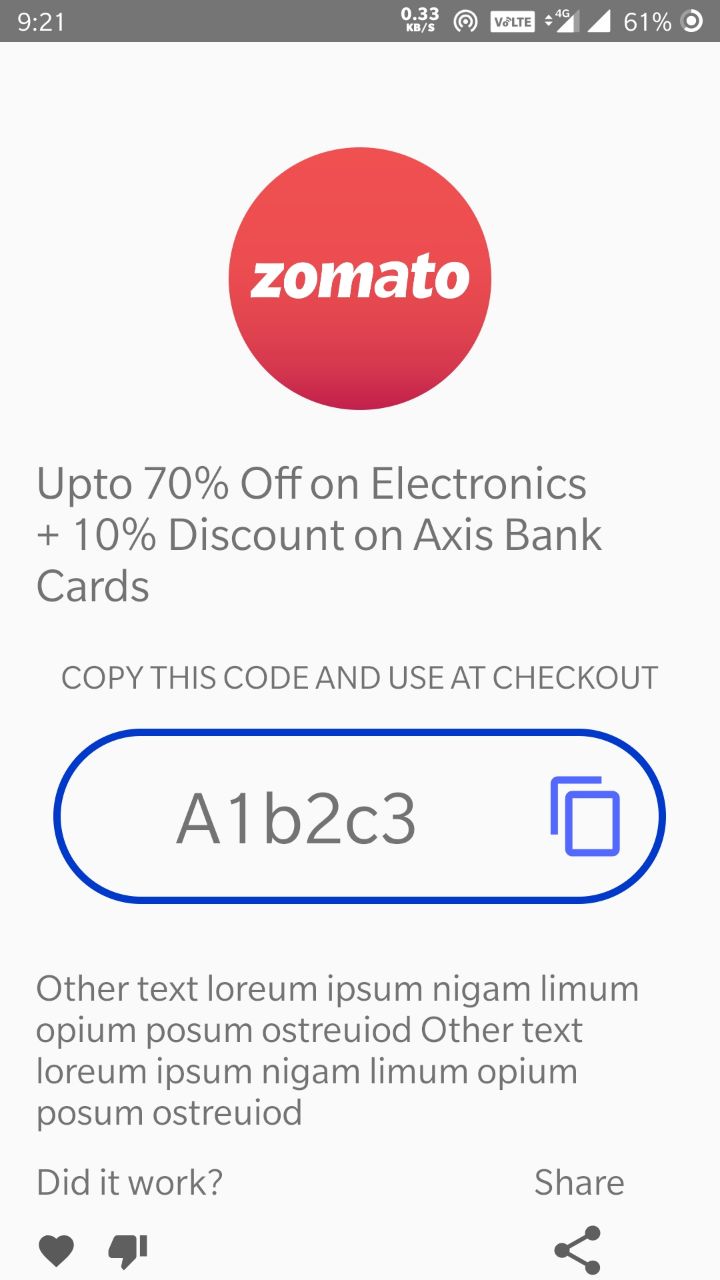 9:21 0.33 KB/S VoLTE 4G 61%
zomato
Upto 70% Off on Electronics
+ 10% Discount on Axis Bank
Cards
COPY THIS CODE AND USE AT CHECKOUT
A1b2c3
Other text loreum ipsum nigam limum
opium posum ostreuiod Other text
loreum ipsum nigam limum opium
posum ostreuiod
Did it work? Share